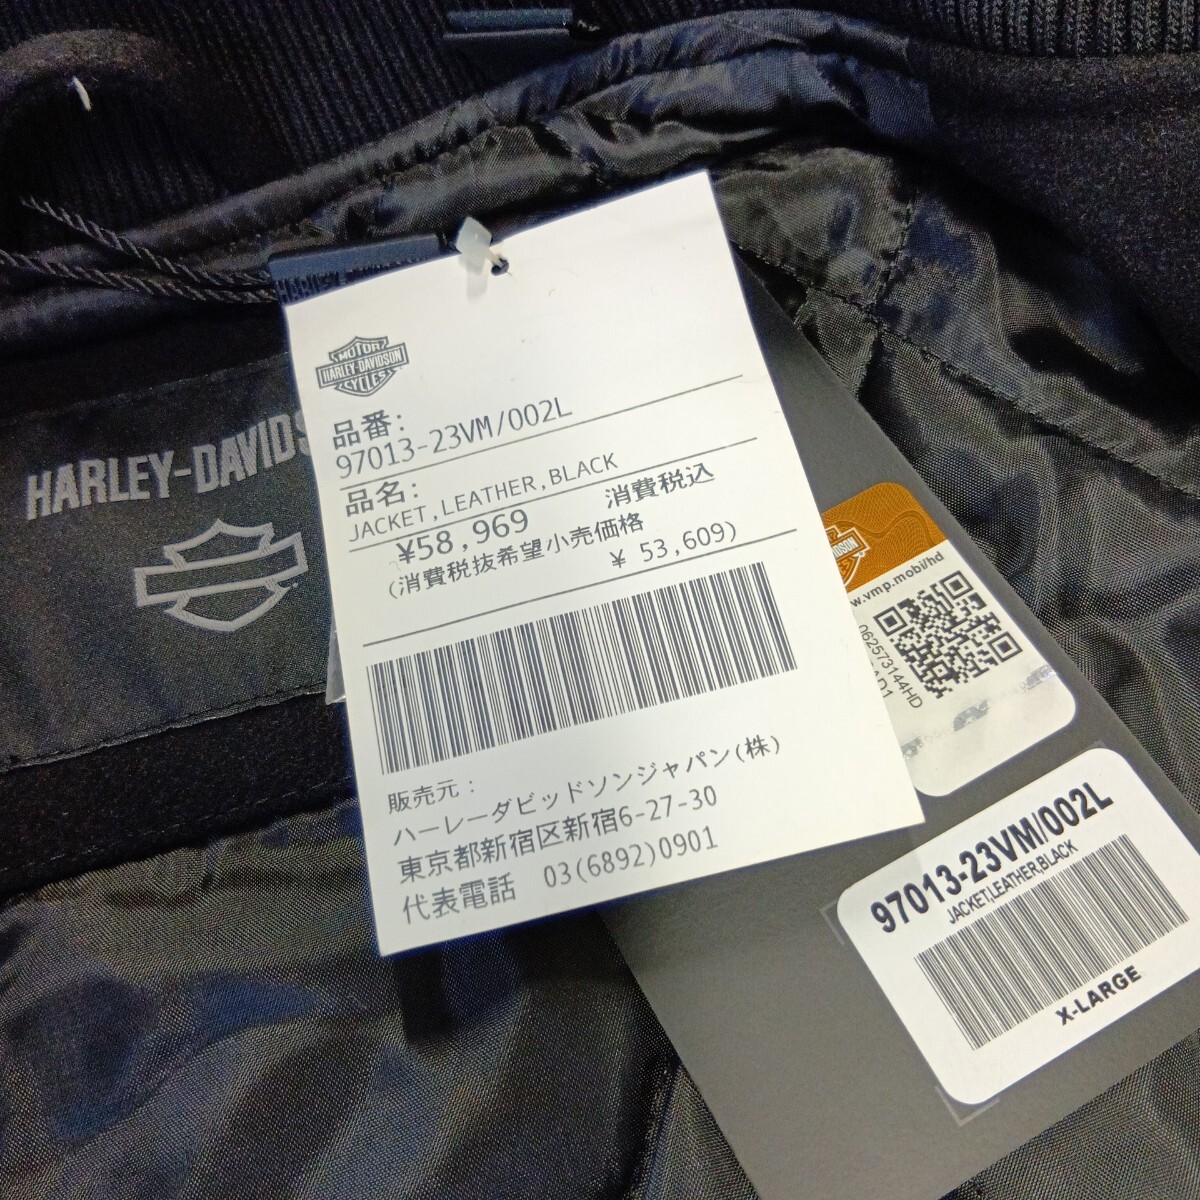 HARLEY-DAVIDS
MOTOR
HARLEY-DAVIDSON
CYCLES
品番:
97013-23VM/002L
品名:
JACKET,LEATHER,BLACK
¥58,969 消費税込
(消費税抜希望小売価格
¥ 53,609)
販売元:
ハーレーダビッドソンジャパン(株)
東京都新宿区新宿6-27-30
代表電話 03(6892)0901
w.vmp.mobi/hd
062573144HD
AD1
97013-23VM/002L
JACKET,LEATHER,BLACK
X-LARGE